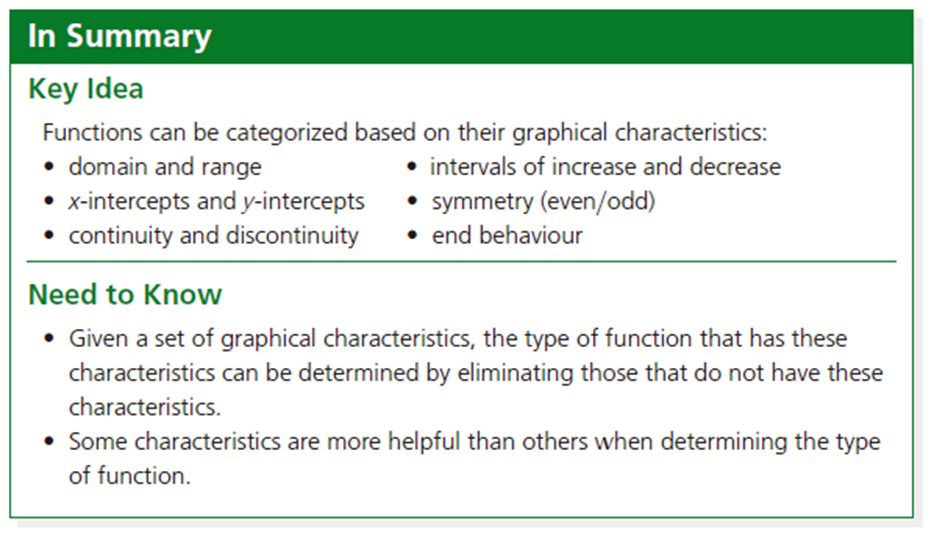 In Summary
Key Idea
Functions can be categorized based on their graphical characteristics:
• domain and range
• x-intercepts and y-intercepts
• continuity and discontinuity
• intervals of increase and decrease
• symmetry (even/odd)
• end behaviour
Need to Know
• Given a set of graphical characteristics, the type of function that has these
characteristics can be determined by eliminating those that do not have these
characteristics.
• Some characteristics are more helpful than others when determining the type
of function.